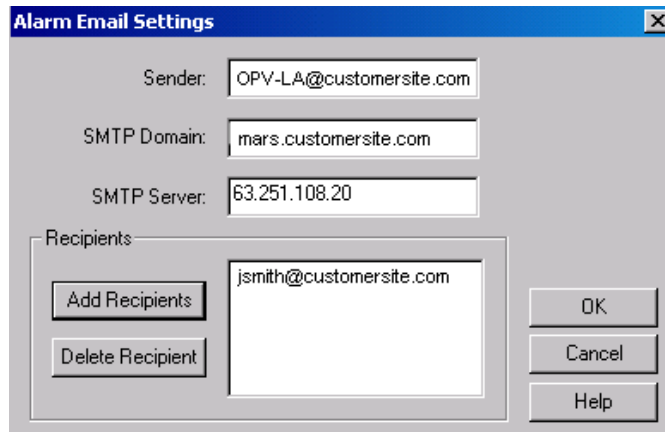 Alarm Email Settings
Sender: OPV-LA@customersite.com
SMTP Domain: mars.customersite.com
SMTP Server: 63.251.108.20
Recipients
jsmith@customersite.com
Add Recipients
Delete Recipient
OK
Cancel
Help